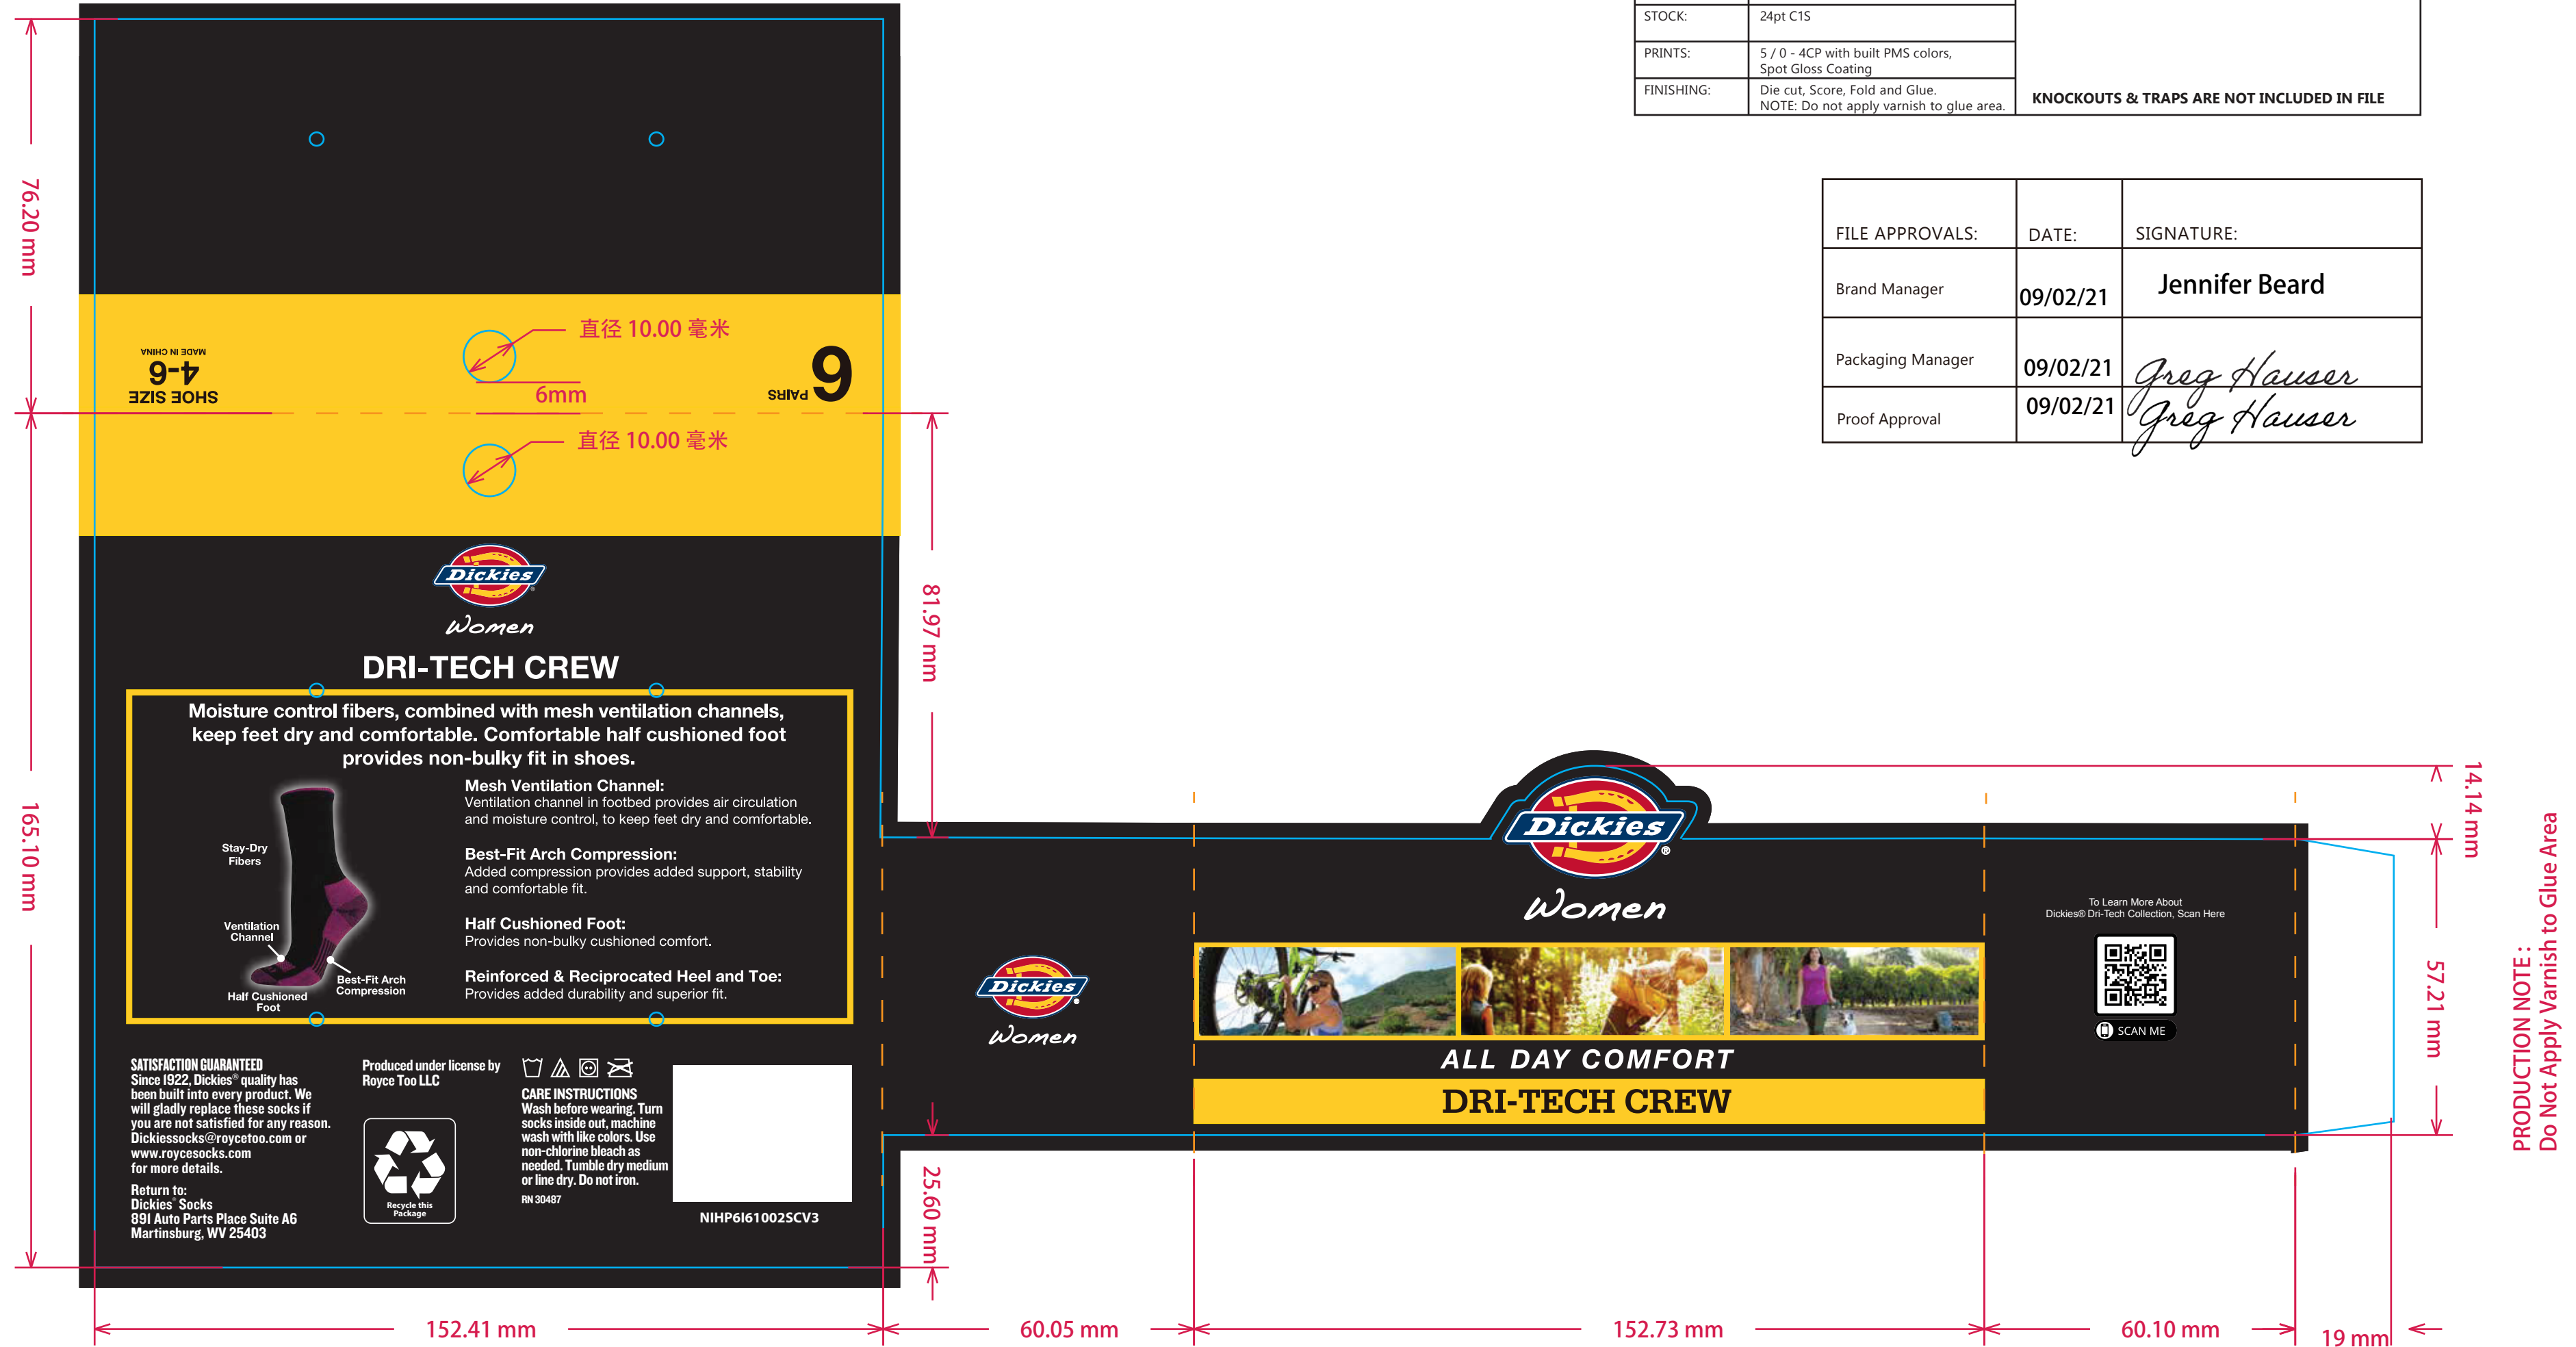 STOCK: 24pt C1S
PRINTS: 5 / 0 - 4CP with built PMS colors,
Spot Gloss Coating
FINISHING: Die cut, Score, Fold and Glue.
NOTE: Do not apply varnish to glue area.
KNOCKOUTS & TRAPS ARE NOT INCLUDED IN FILE
FILE APPROVALS: DATE: SIGNATURE:
Brand Manager 09/02/21 Jennifer Beard
Packaging Manager 09/02/21 Greg Hauser
Proof Approval 09/02/21 Greg Hauser
76.20 mm
165.10 mm
SHOE SIZE
4-6
MADE IN CHINA
6
PAIRS
直径 10.00 毫米
6mm
直径 10.00 毫米
81.97 mm
Dickies®
Women
DRI-TECH CREW
Moisture control fibers, combined with mesh ventilation channels,
keep feet dry and comfortable. Comfortable half cushioned foot
provides non-bulky fit in shoes.
Stay-Dry
Fibers
Ventilation
Channel
Half Cushioned
Foot
Best-Fit Arch
Compression
Mesh Ventilation Channel:
Ventilation channel in footbed provides air circulation
and moisture control, to keep feet dry and comfortable.
Best-Fit Arch Compression:
Added compression provides added support, stability
and comfortable fit.
Half Cushioned Foot:
Provides non-bulky cushioned comfort.
Reinforced & Reciprocated Heel and Toe:
Provides added durability and superior fit.
SATISFACTION GUARANTEED
Since 1922, Dickies® quality has
been built into every product. We
will gladly replace these socks if
you are not satisfied for any reason.
Dickiessocks@roycetoo.com or
www.roycesocks.com
for more details.
Return to:
Dickies® Socks
891 Auto Parts Place Suite A6
Martinsburg, WV 25403
Produced under license by
Royce Too LLC
Recycle this
Package
CARE INSTRUCTIONS
Wash before wearing. Turn
socks inside out, machine
wash with like colors. Use
non-chlorine bleach as
needed. Tumble dry medium
or line dry. Do not iron.
RN 30487
NIHP6I61002SCV3
25.60 mm
Dickies®
Women
Dickies®
Women
ALL DAY COMFORT
DRI-TECH CREW
To Learn More About
Dickies® Dri-Tech Collection, Scan Here
SCAN ME
14.14 mm
57.21 mm
PRODUCTION NOTE :
Do Not Apply Varnish to Glue Area
152.41 mm
60.05 mm
152.73 mm
60.10 mm
19 mm